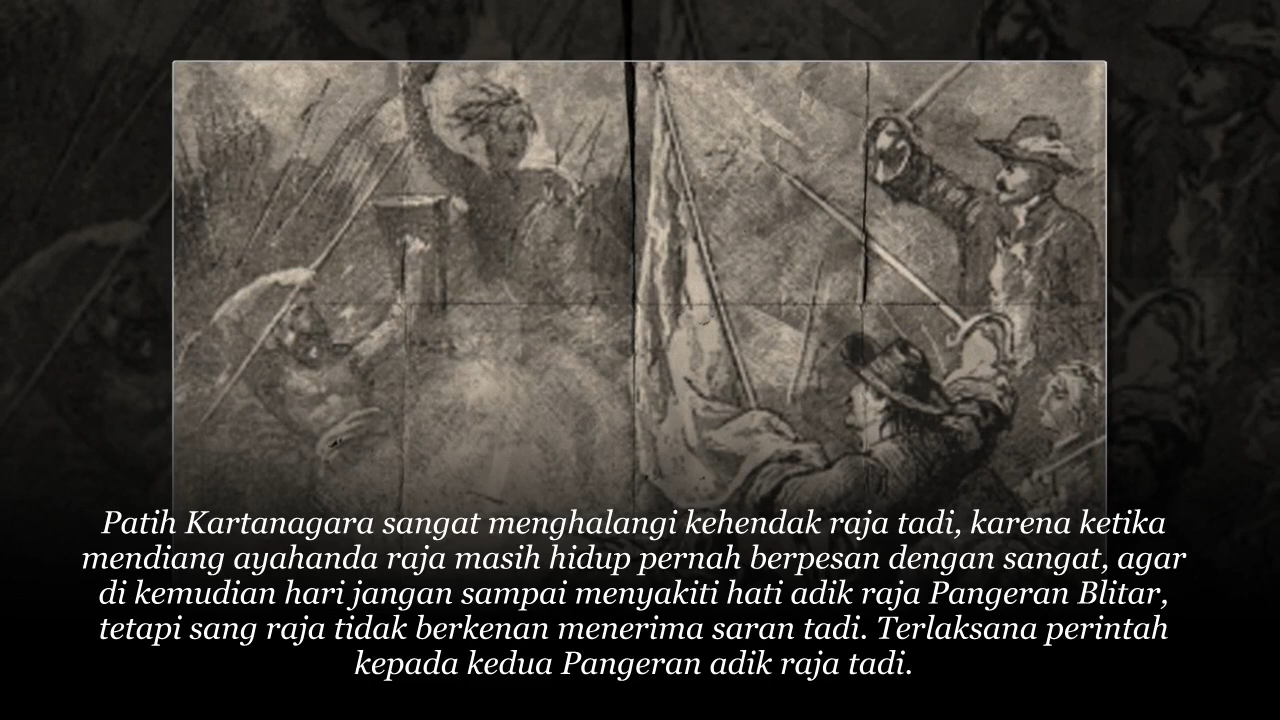 Patih Kartanagara sangat menghalangi kehendak raja tadi, karena ketika
mendiang ayahanda raja masih hidup pernah berpesan dengan sangat, agar
di kemudian hari jangan sampai menyakiti hati adik raja Pangeran Blitar,
tetapi sang raja tidak berkenan menerima saran tadi. Terlaksana perintah
kepada kedua Pangeran adik raja tadi.